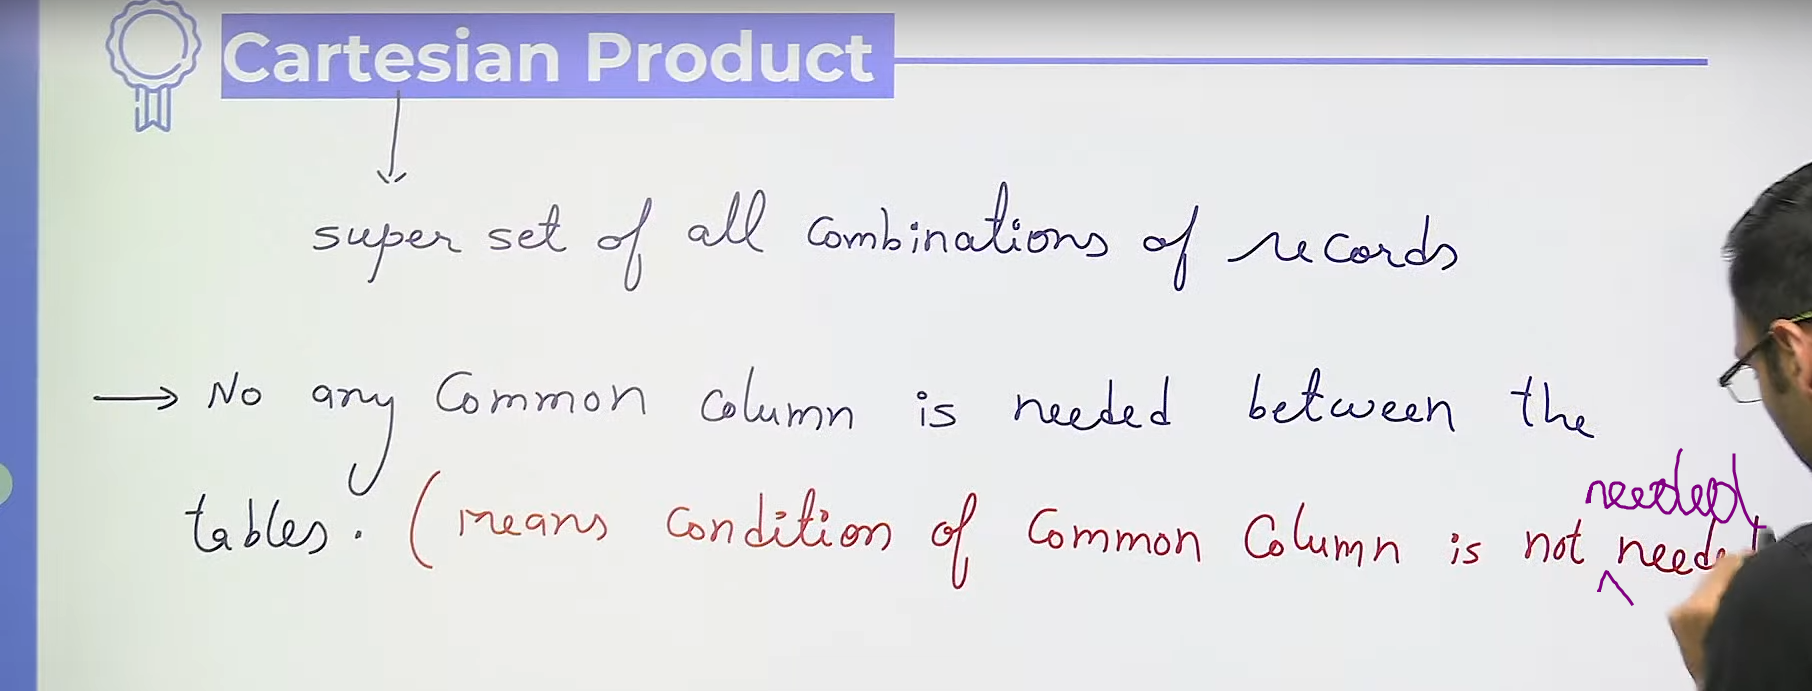 Cartesian Product
super set of all combinations of records
→ No any Common column is needed between the
needed
tables. (means condition of Common Column is not needed